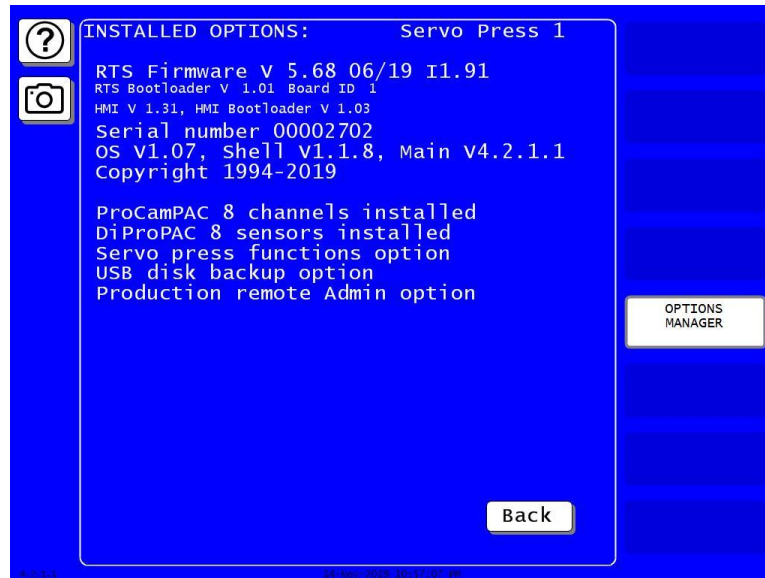 INSTALLED OPTIONS: Servo Press 1
RTS Firmware V 5.68 06/19 I1.91
RTS Bootloader V 1.01 Board ID 1
HMI V 1.31, HMI Bootloader V 1.03
Serial number 00002702
OS V1.07, Shell V1.1.8, Main V4.2.1.1
Copyright 1994-2019
ProCamPAC 8 channels installed
DiProPAC 8 sensors installed
Servo press functions option
USB disk backup option
Production remote Admin option
OPTIONS
MANAGER
Back